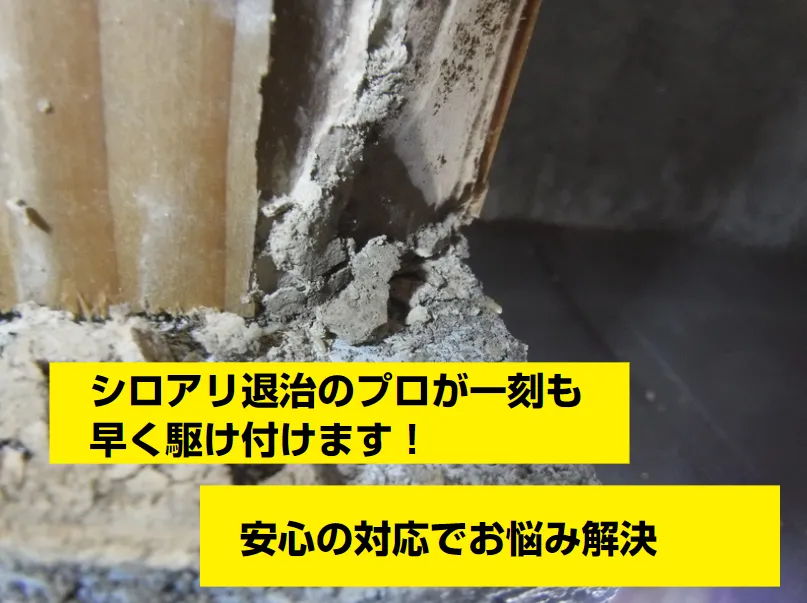 シロアリ退治のプロが一刻も
早く駆け付けます！
安心の対応でお悩み解決